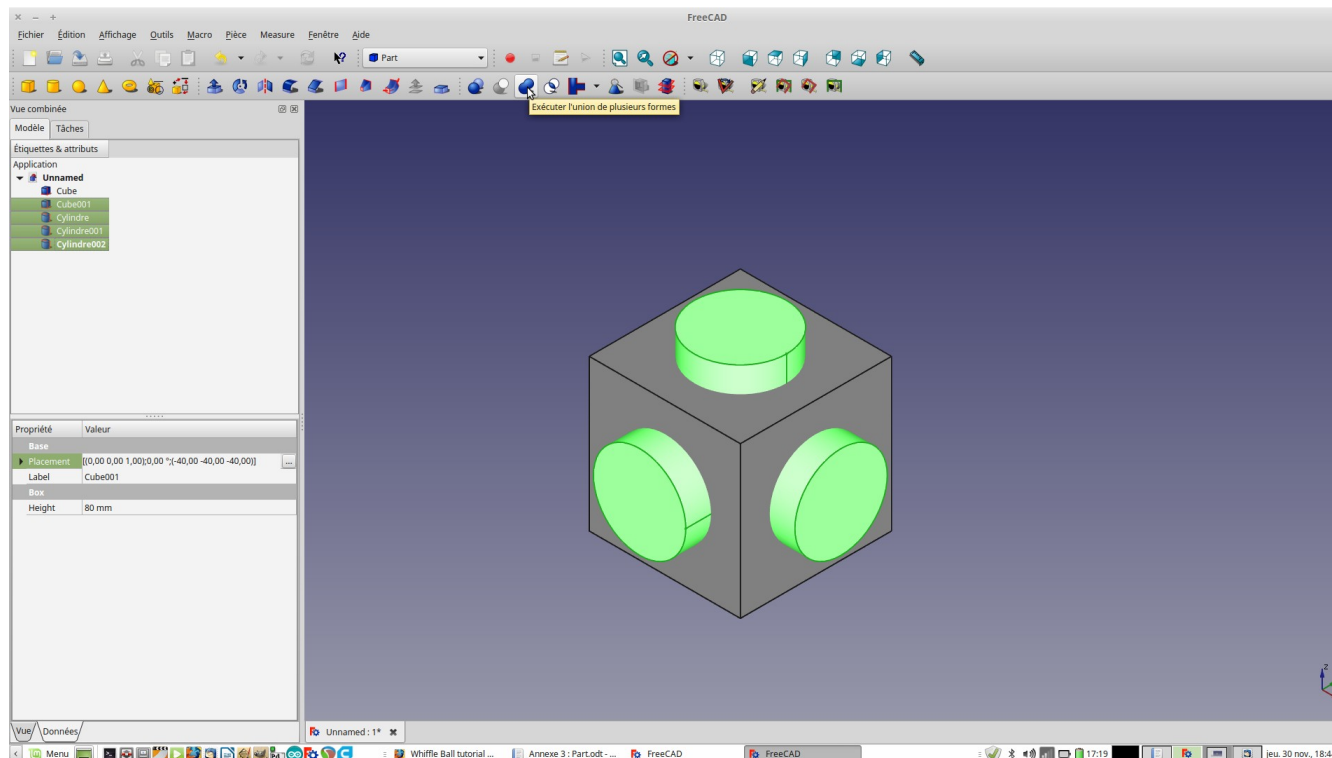 FreeCAD
Fichier Édition Affichage Outils Macro Pièce Measure Fenêtre Aide
Part
Exécuter l'union de plusieurs formes
Vue combinée
Modèle Tâches
Étiquettes & attributs
Application
Unnamed
Cube
Cube001
Cylindre
Cylindre001
Cylindre002
Propriété Valeur
Base
Placement [(0,00 0,00 1,00);0,00 °;(-40,00 -40,00 -40,00)] ...
Label Cube001
Box
Height 80 mm
Z
Vue Données
Unnamed : 1*
Menu Whiffle Ball tutorial ... Annexe 3 : Part.odt - ... FreeCAD FreeCAD 17:19 jeu. 30 nov., 18:4